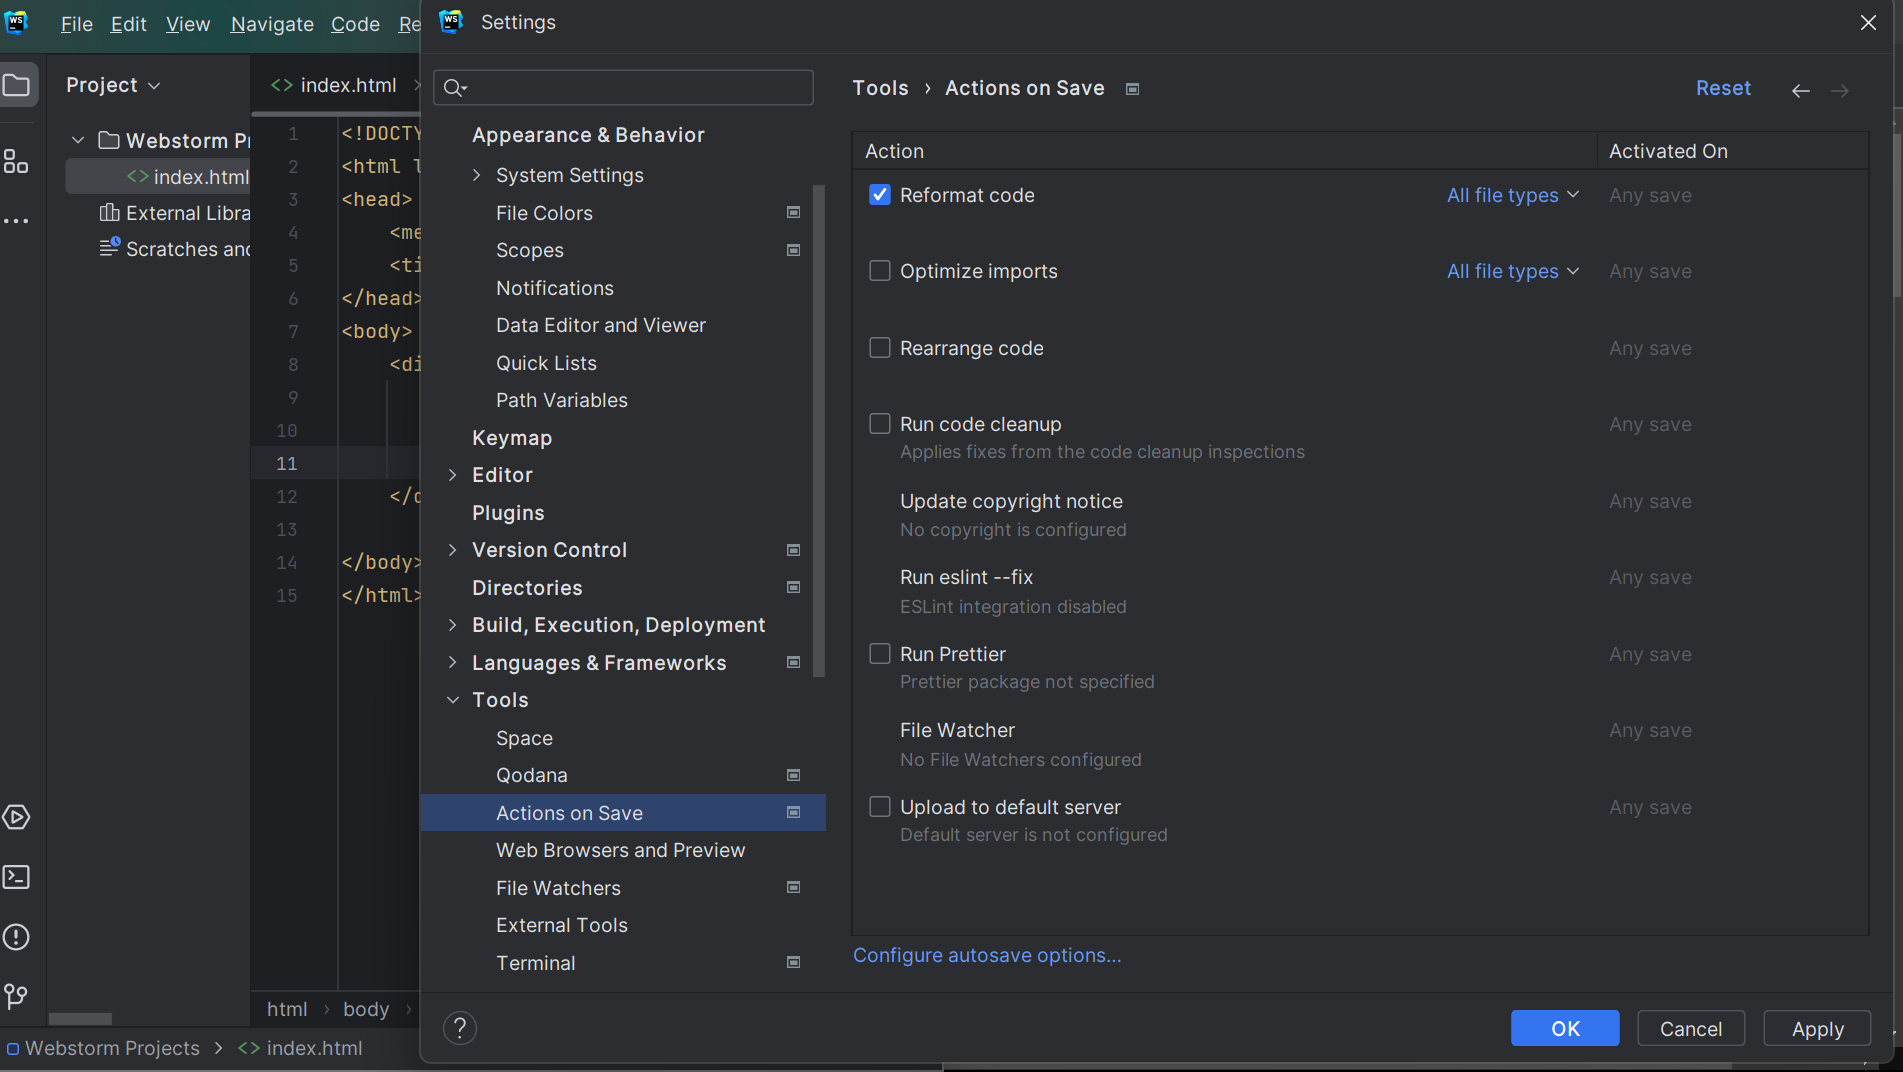 WS File Edit View Navigate Code Re
WS Settings
Project
index.html
Webstorm Pr
index.html
External Libra
Scratches and
1 <!DOCTY
2 <html l
3 <head>
4 <me
5 <ti
6 </head>
7 <body>
8 <di
9
10
11
12 </d
13
14 </body>
15 </html>
html › body ›
Webstorm Projects > <> index.html
Appearance & Behavior
System Settings
File Colors
Scopes
Notifications
Data Editor and Viewer
Quick Lists
Path Variables
Keymap
Editor
Plugins
Version Control
Directories
Build, Execution, Deployment
Languages & Frameworks
Tools
Space
Qodana
Actions on Save
Web Browsers and Preview
File Watchers
External Tools
Terminal
?
Tools › Actions on Save Reset
Action Activated On
Reformat code All file types Any save
Optimize imports All file types Any save
Rearrange code Any save
Run code cleanup Any save
Applies fixes from the code cleanup inspections
Update copyright notice Any save
No copyright is configured
Run eslint --fix Any save
ESLint integration disabled
Run Prettier Any save
Prettier package not specified
File Watcher Any save
No File Watchers configured
Upload to default server Any save
Default server is not configured
Configure autosave options...
OK Cancel Apply